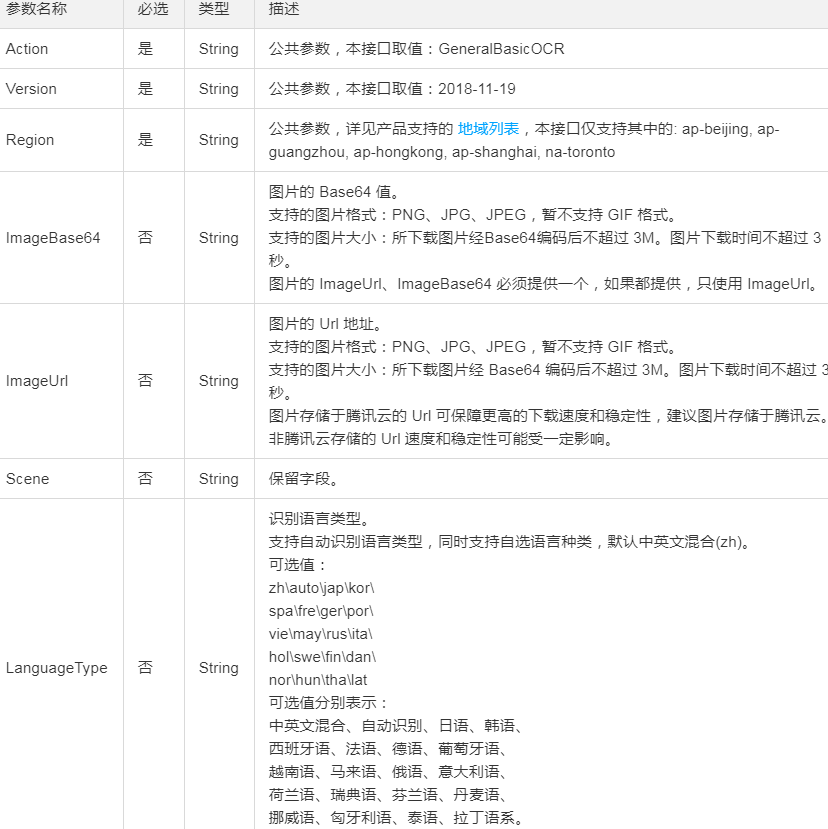 参数名称 必选 类型 描述
Action 是 String 公共参数，本接口取值：GeneralBasicOCR
Version 是 String 公共参数，本接口取值：2018-11-19
Region 是 String 公共参数，详见产品支持的 地域列表，本接口仅支持其中的: ap-beijing, ap-
guangzhou, ap-hongkong, ap-shanghai, na-toronto
ImageBase64 否 String 图片的 Base64 值。
支持的图片格式：PNG、JPG、JPEG，暂不支持 GIF 格式。
支持的图片大小：所下载图片经Base64编码后不超过 3M。图片下载时间不超过 3
秒。
图片的 ImageUrl、ImageBase64 必须提供一个，如果都提供，只使用 ImageUrl。
ImageUrl 否 String 图片的 Url 地址。
支持的图片格式：PNG、JPG、JPEG，暂不支持 GIF 格式。
支持的图片大小：所下载图片经 Base64 编码后不超过 3M。图片下载时间不超过 3
秒。
图片存储于腾讯云的 Url 可保障更高的下载速度和稳定性，建议图片存储于腾讯云。
非腾讯云存储的 Url 速度和稳定性可能受一定影响。
Scene 否 String 保留字段。
LanguageType 否 String 识别语言类型。
支持自动识别语言类型，同时支持自选语言种类，默认中英文混合(zh)。
可选值：
zh\auto\jap\kor\
spa\fre\ger\por\
vie\may\rus\ita\
hol\swe\fin\dan\
nor\hun\tha\lat
可选值分别表示：
中英文混合、自动识别、日语、韩语、
西班牙语、法语、德语、葡萄牙语、
越南语、马来语、俄语、意大利语、
荷兰语、瑞典语、芬兰语、丹麦语、
挪威语、匈牙利语、泰语、拉丁语系。